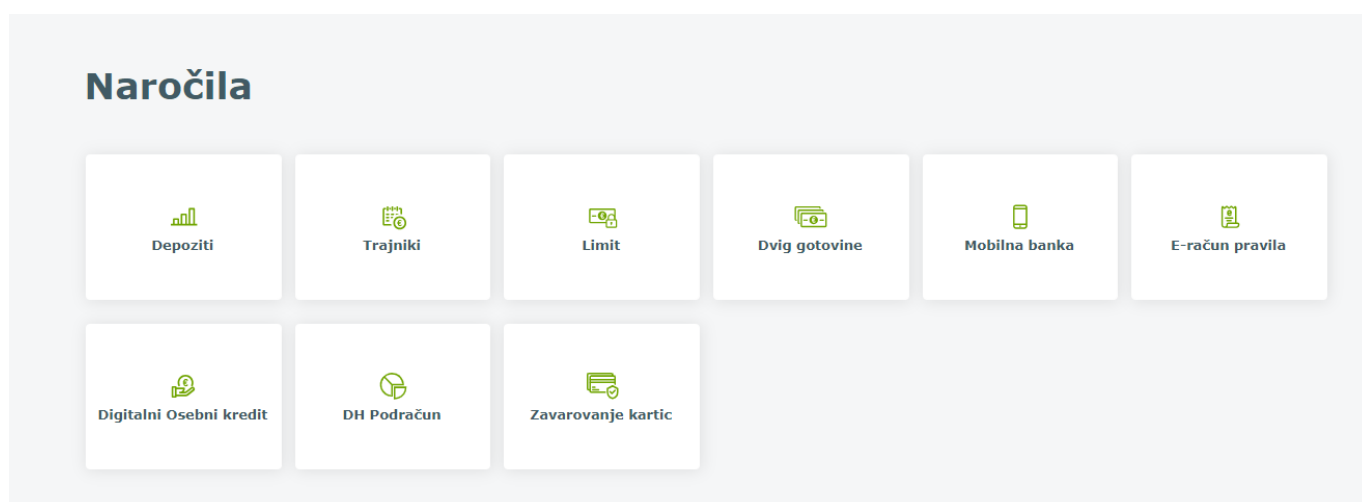 Naročila
Depoziti
Trajniki
Limit
Dvig gotovine
Mobilna banka
E-račun pravila
Digitalni Osebni kredit
DH Podračun
Zavarovanje kartic